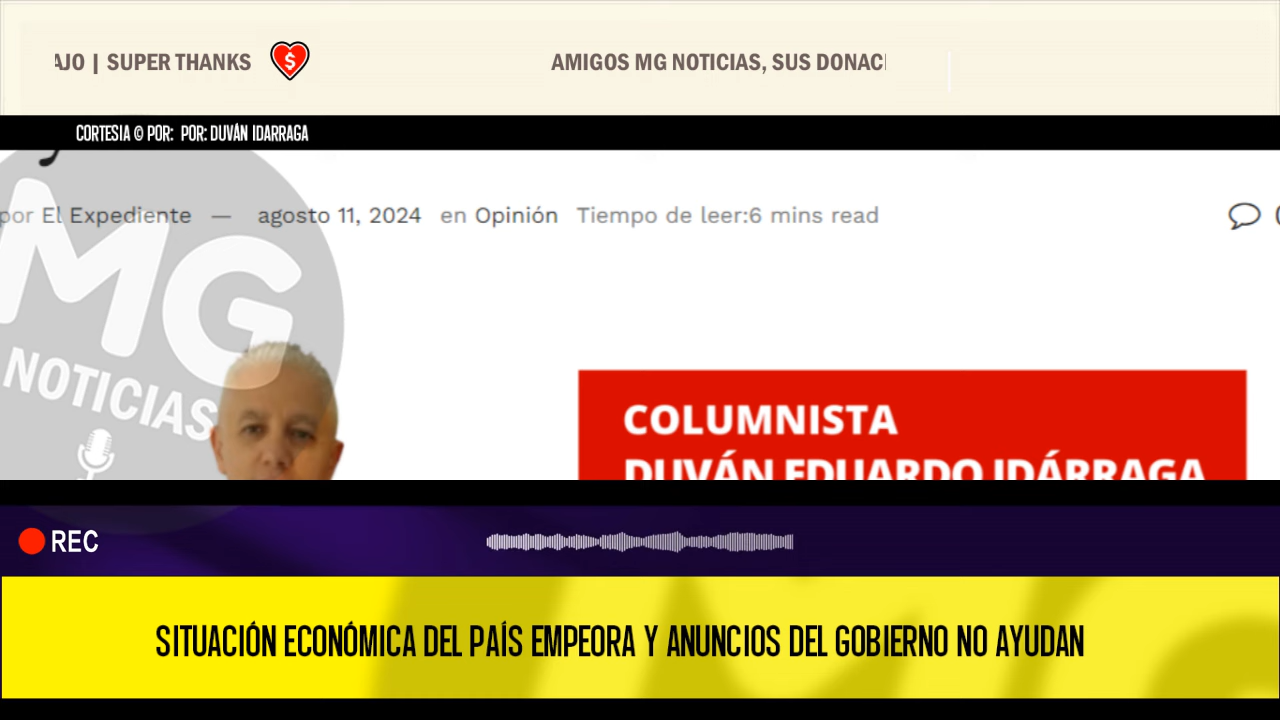 AJO | SUPER THANKS
$
AMIGOS MG NOTICIAS, SUS DONAC
CORTESIA © POR: POR: DUVÁN IDARRAGA
por El Expediente — agosto 11, 2024 en Opinión Tiempo de leer:6 mins read
MG
NOTICIAS
COLUMNISTA
DUVÁN EDUARDO IDÁRRAGA
REC
SITUACIÓN ECONÓMICA DEL PAÍS EMPEORA Y ANUNCIOS DEL GOBIERNO NO AYUDAN